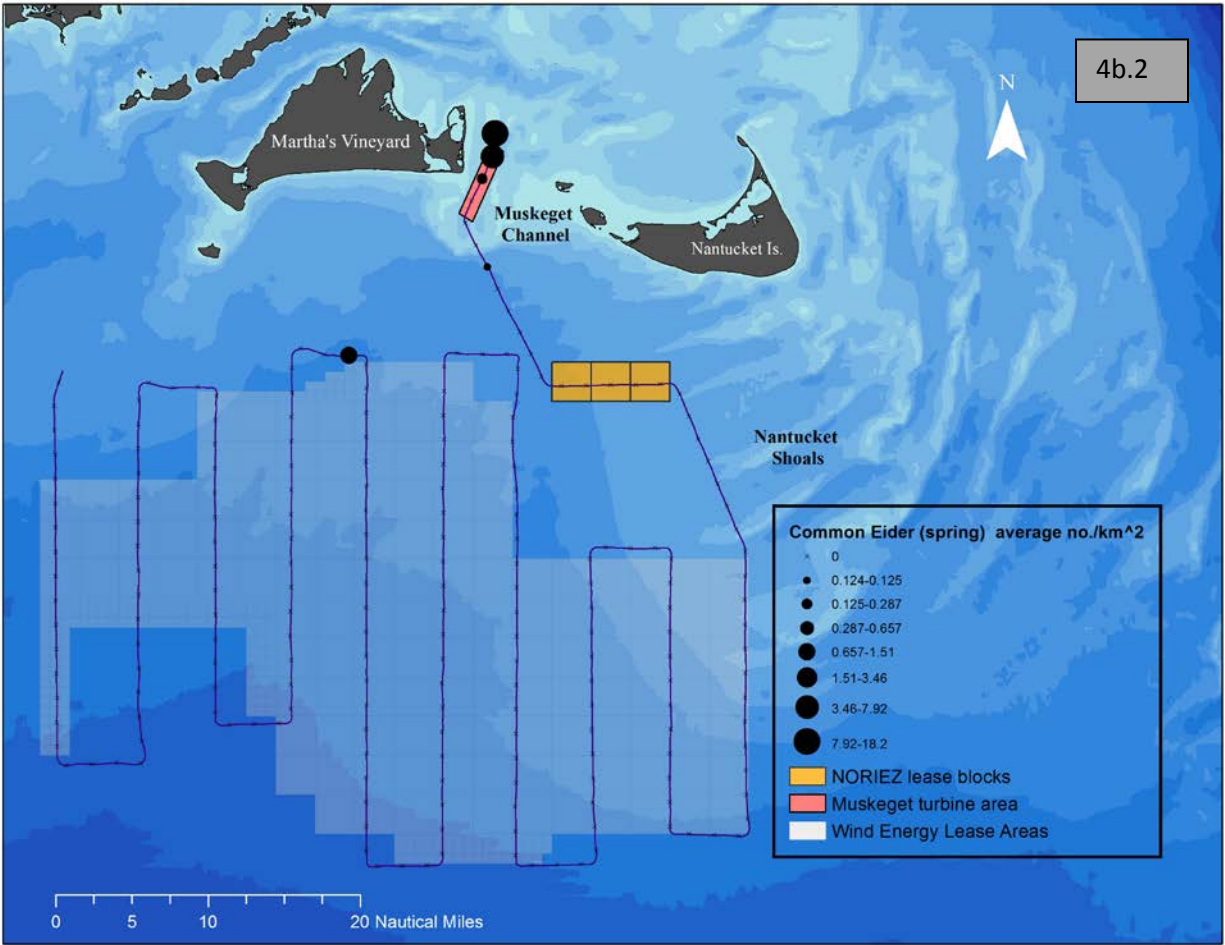 4b.2
N
Martha's Vineyard
Muskeget
Channel
Nantucket Is.
Nantucket
Shoals
Common Eider (spring) average no./km^2
0
0.124-0.125
0.125-0.287
0.287-0.657
0.657-1.51
1.51-3.46
3.46-7.92
7.92-18.2
NORIEZ lease blocks
Muskeget turbine area
Wind Energy Lease Areas
0 5 10 20 Nautical Miles